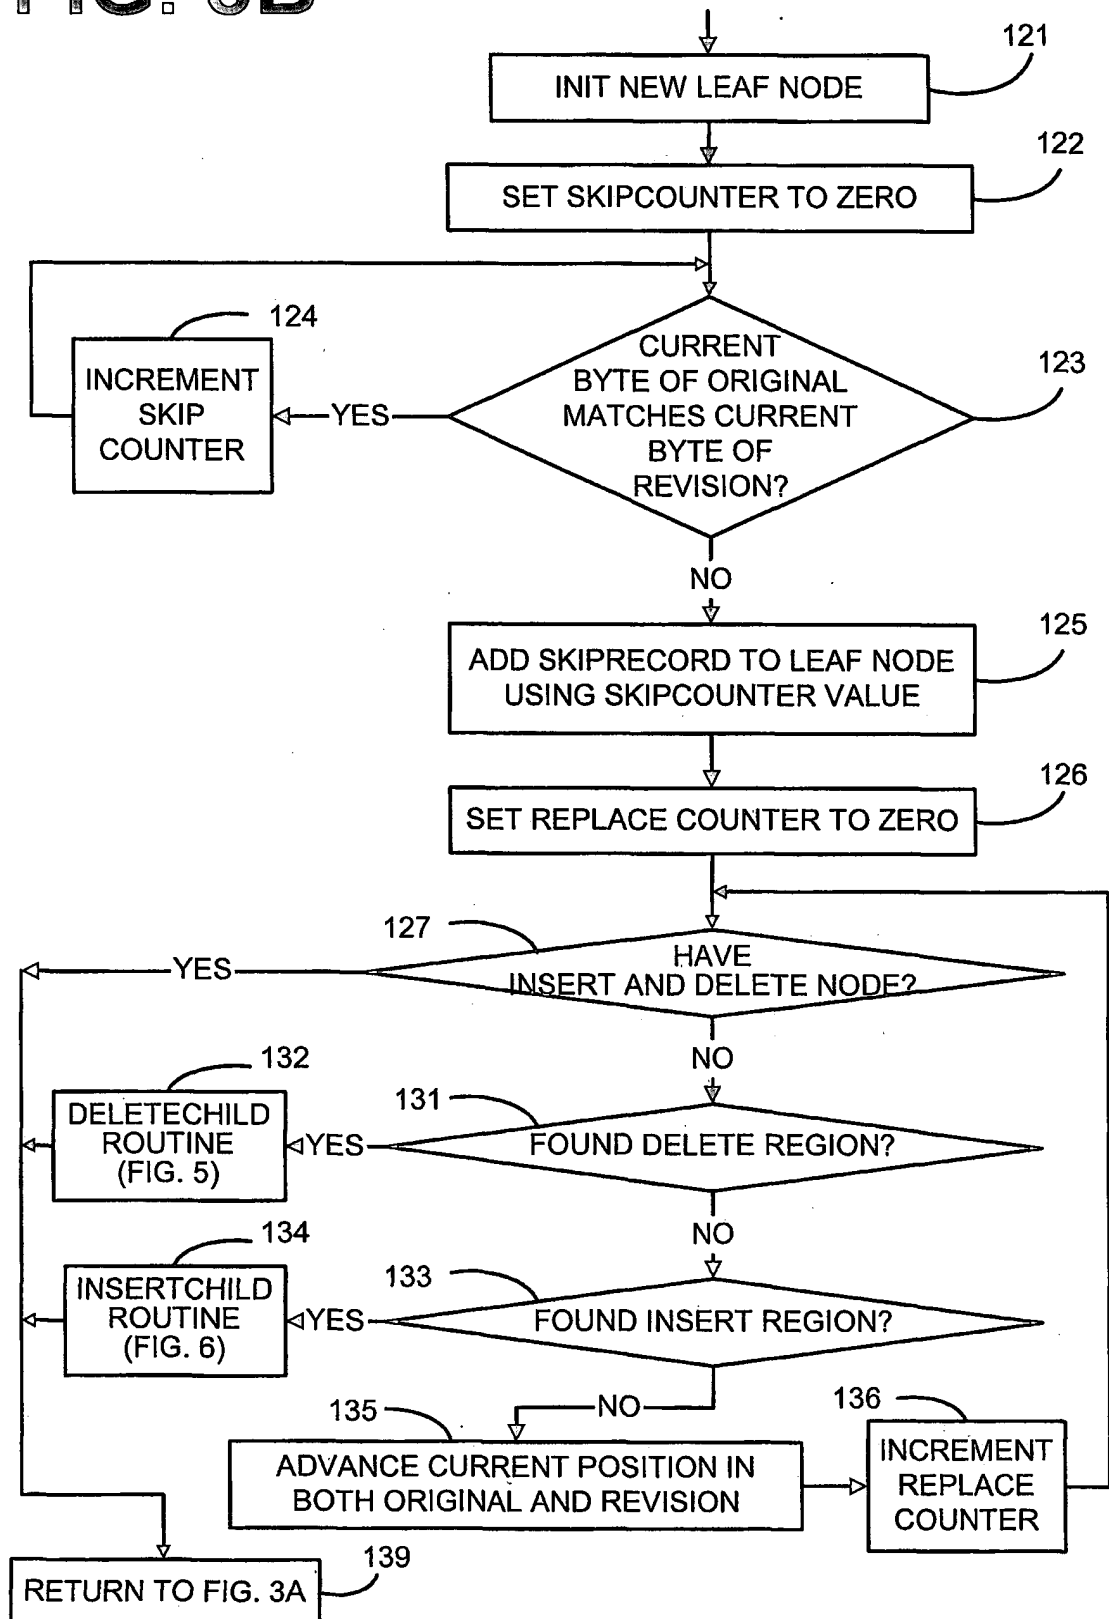 FIG. 3B
121
INIT NEW LEAF NODE
122
SET SKIPCOUNTER TO ZERO
124
INCREMENT
SKIP
COUNTER
YES
CURRENT
BYTE OF ORIGINAL
MATCHES CURRENT
BYTE OF
REVISION?
123
NO
125
ADD SKIPRECORD TO LEAF NODE
USING SKIPCOUNTER VALUE
126
SET REPLACE COUNTER TO ZERO
127
YES
HAVE
INSERT AND DELETE NODE?
NO
132
DELETECHILD
ROUTINE
(FIG. 5)
YES
131
FOUND DELETE REGION?
NO
134
INSERTCHILD
ROUTINE
(FIG. 6)
YES
133
FOUND INSERT REGION?
NO
135
ADVANCE CURRENT POSITION IN
BOTH ORIGINAL AND REVISION
136
INCREMENT
REPLACE
COUNTER
139
RETURN TO FIG. 3A